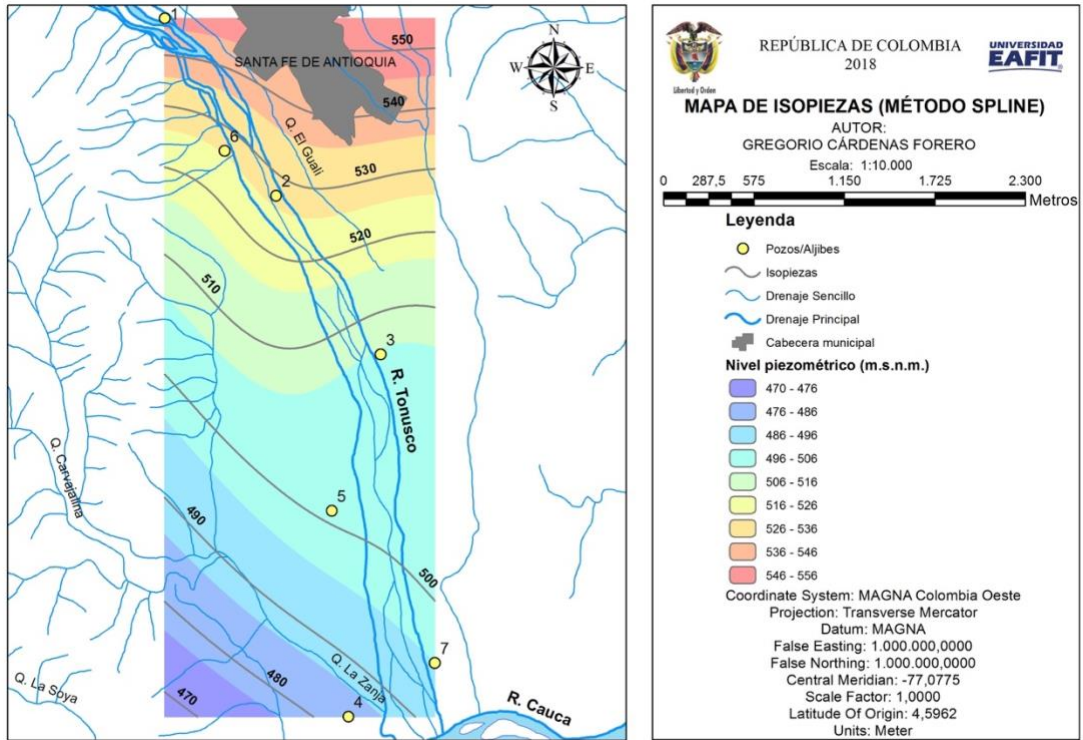 1
550
SANTA FE DE ANTIOQUIA
N
W E
S
540
Q. El Guali
6
530
2
520
510
3
R. Tonusco
Q. Carvajalina
5
490
500
7
Q. La Zanja
Q. La Soya
480
470
4
R. Cauca
Libertad y Orden
REPÚBLICA DE COLOMBIA
2018
UNIVERSIDAD
EAFIT
MAPA DE ISOPIEZAS (MÉTODO SPLINE)
AUTOR:
GREGORIO CÁRDENAS FORERO
Escala: 1:10.000
0 287,5 575 1.150 1.725 2.300
Metros
Leyenda
Pozos/Aljibes
Isopiezas
Drenaje Sencillo
Drenaje Principal
Cabecera municipal
Nivel piezométrico (m.s.n.m.)
470 - 476
476 - 486
486 - 496
496 - 506
506 - 516
516 - 526
526 - 536
536 - 546
546 - 556
Coordinate System: MAGNA Colombia Oeste
Projection: Transverse Mercator
Datum: MAGNA
False Easting: 1.000.000,0000
False Northing: 1.000.000,0000
Central Meridian: -77,0775
Scale Factor: 1,0000
Latitude Of Origin: 4,5962
Units: Meter